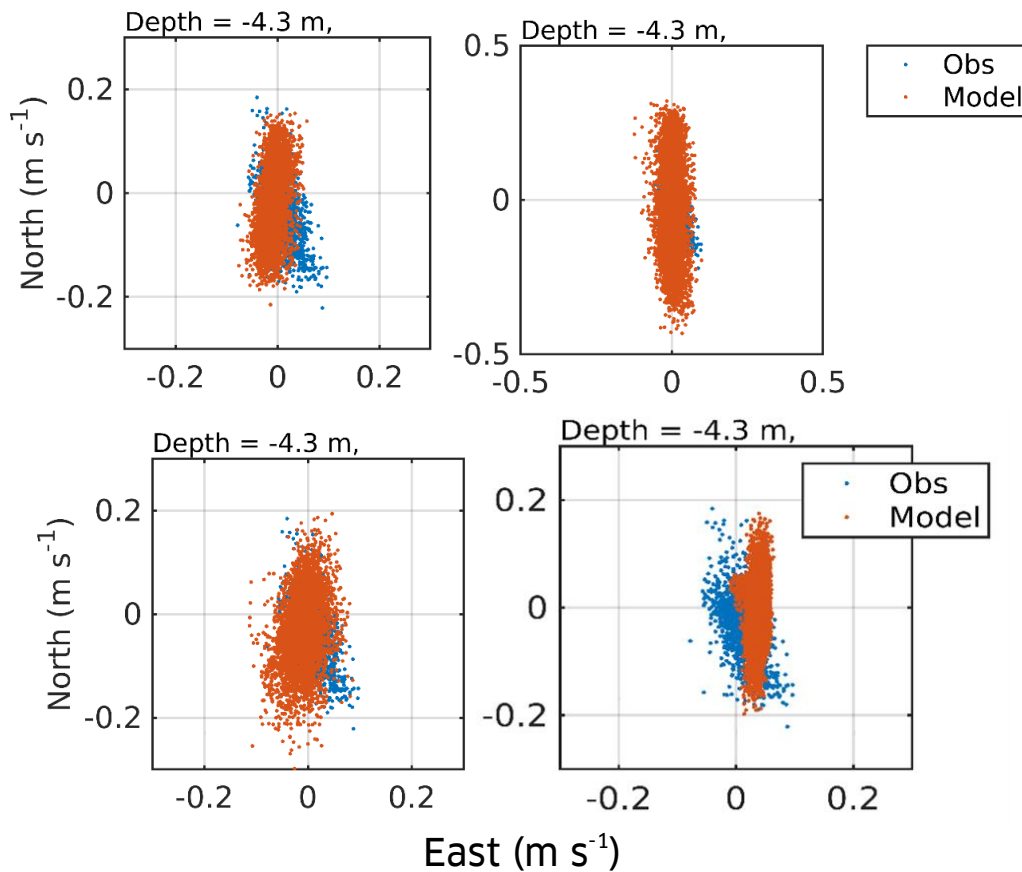 Depth = -4.3 m,
North (m s⁻¹)
0.2
0
-0.2
-0.2
0
0.2
Depth = -4.3 m,
0.5
0
-0.5
-0.5
0
0.5
Obs
Model
Depth = -4.3 m,
North (m s⁻¹)
0.2
0
-0.2
-0.2
0
0.2
Depth = -4.3 m,
0.2
0
-0.2
-0.2
0
0.2
Obs
Model
East (m s⁻¹)